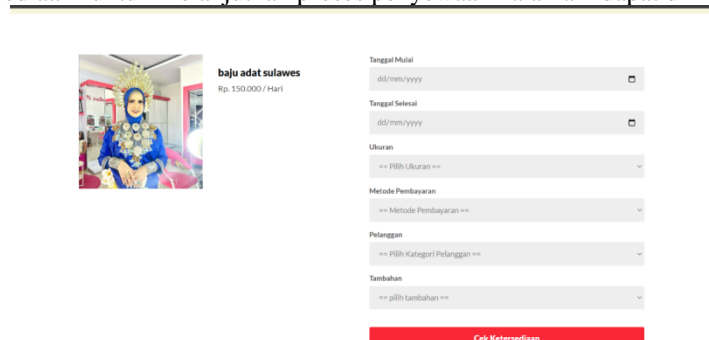 baju adat sulawes
Rp. 150.000 / Hari
Tanggal Mulai
dd/mm/yyyy
Tanggal Selesai
dd/mm/yyyy
Ukuran
== Pilih Ukuran ==
Metode Pembayaran
== Metode Pembayaran ==
Pelanggan
== Pilih Kategori Pelanggan ==
Tambahan
== pilih tambahan ==
Cek Ketersediaan